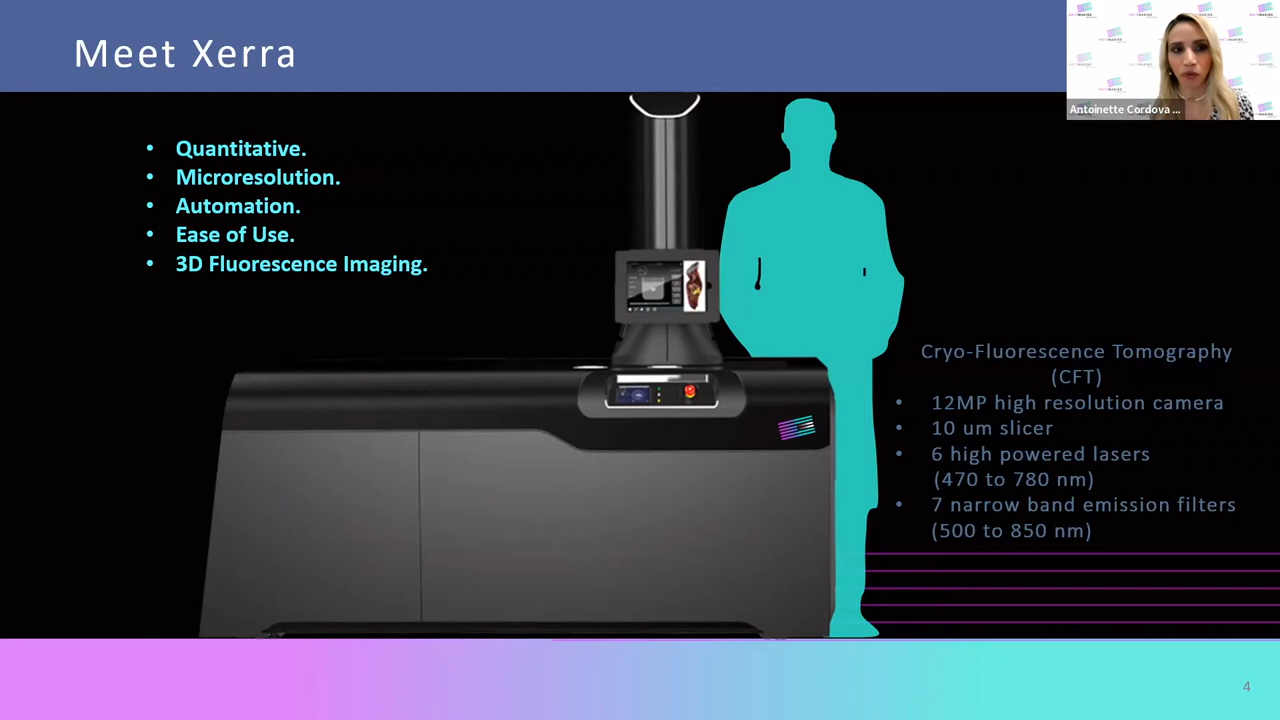 Meet Xerra
Antoinette Cordova ...
• Quantitative.
• Microresolution.
• Automation.
• Ease of Use.
• 3D Fluorescence Imaging.
Cryo-Fluorescence Tomography
(CFT)
• 12MP high resolution camera
• 10 um slicer
• 6 high powered lasers
(470 to 780 nm)
• 7 narrow band emission filters
(500 to 850 nm)
4